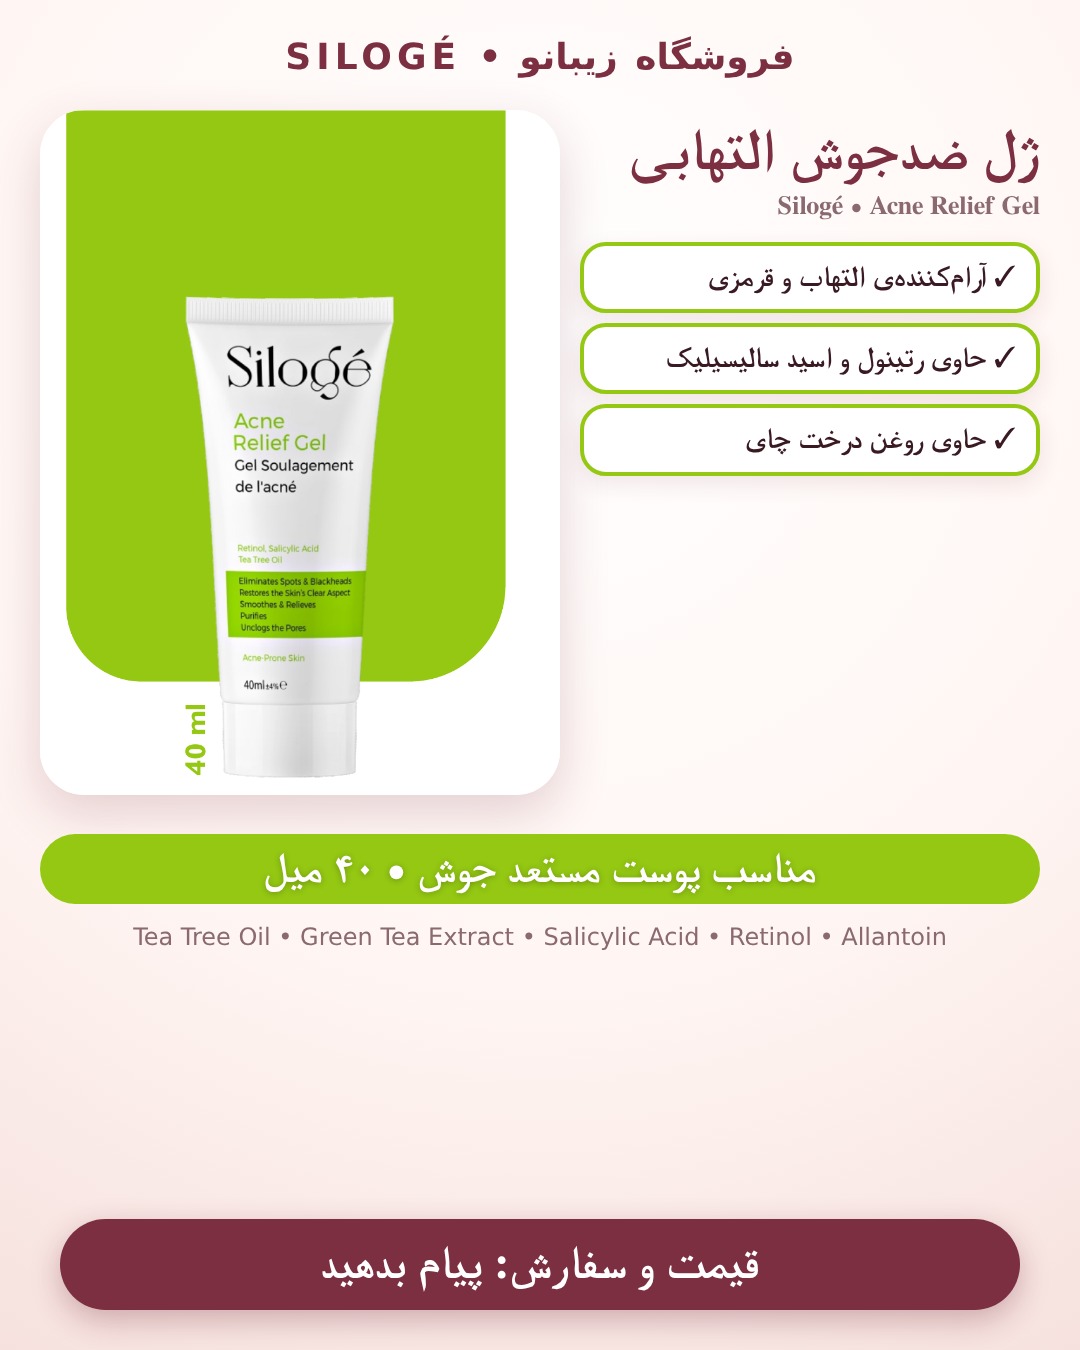 فروشگاه زیبانو • SILOGÉ
ژل ضدجوش التهابی
Silogé • Acne Relief Gel
✓ آرام‌کننده‌ی التهاب و قرمزی
✓ حاوی رتینول و اسید سالیسیلیک
✓ حاوی روغن درخت چای
Silogé
Acne
Relief Gel
Gel Soulagement
de l'acné
Retinol, Salicylic Acid
Tea Tree Oil
Eliminates Spots & Blackheads
Restores the Skin's Clear Aspect
Smoothes & Relieves
Purifies
Unclogs the Pores
Acne-Prone Skin
40ml±4%℮
40 ml
مناسب پوست مستعد جوش • ۴۰ میل
Tea Tree Oil • Green Tea Extract • Salicylic Acid • Retinol • Allantoin
قیمت و سفارش: پیام بدهید